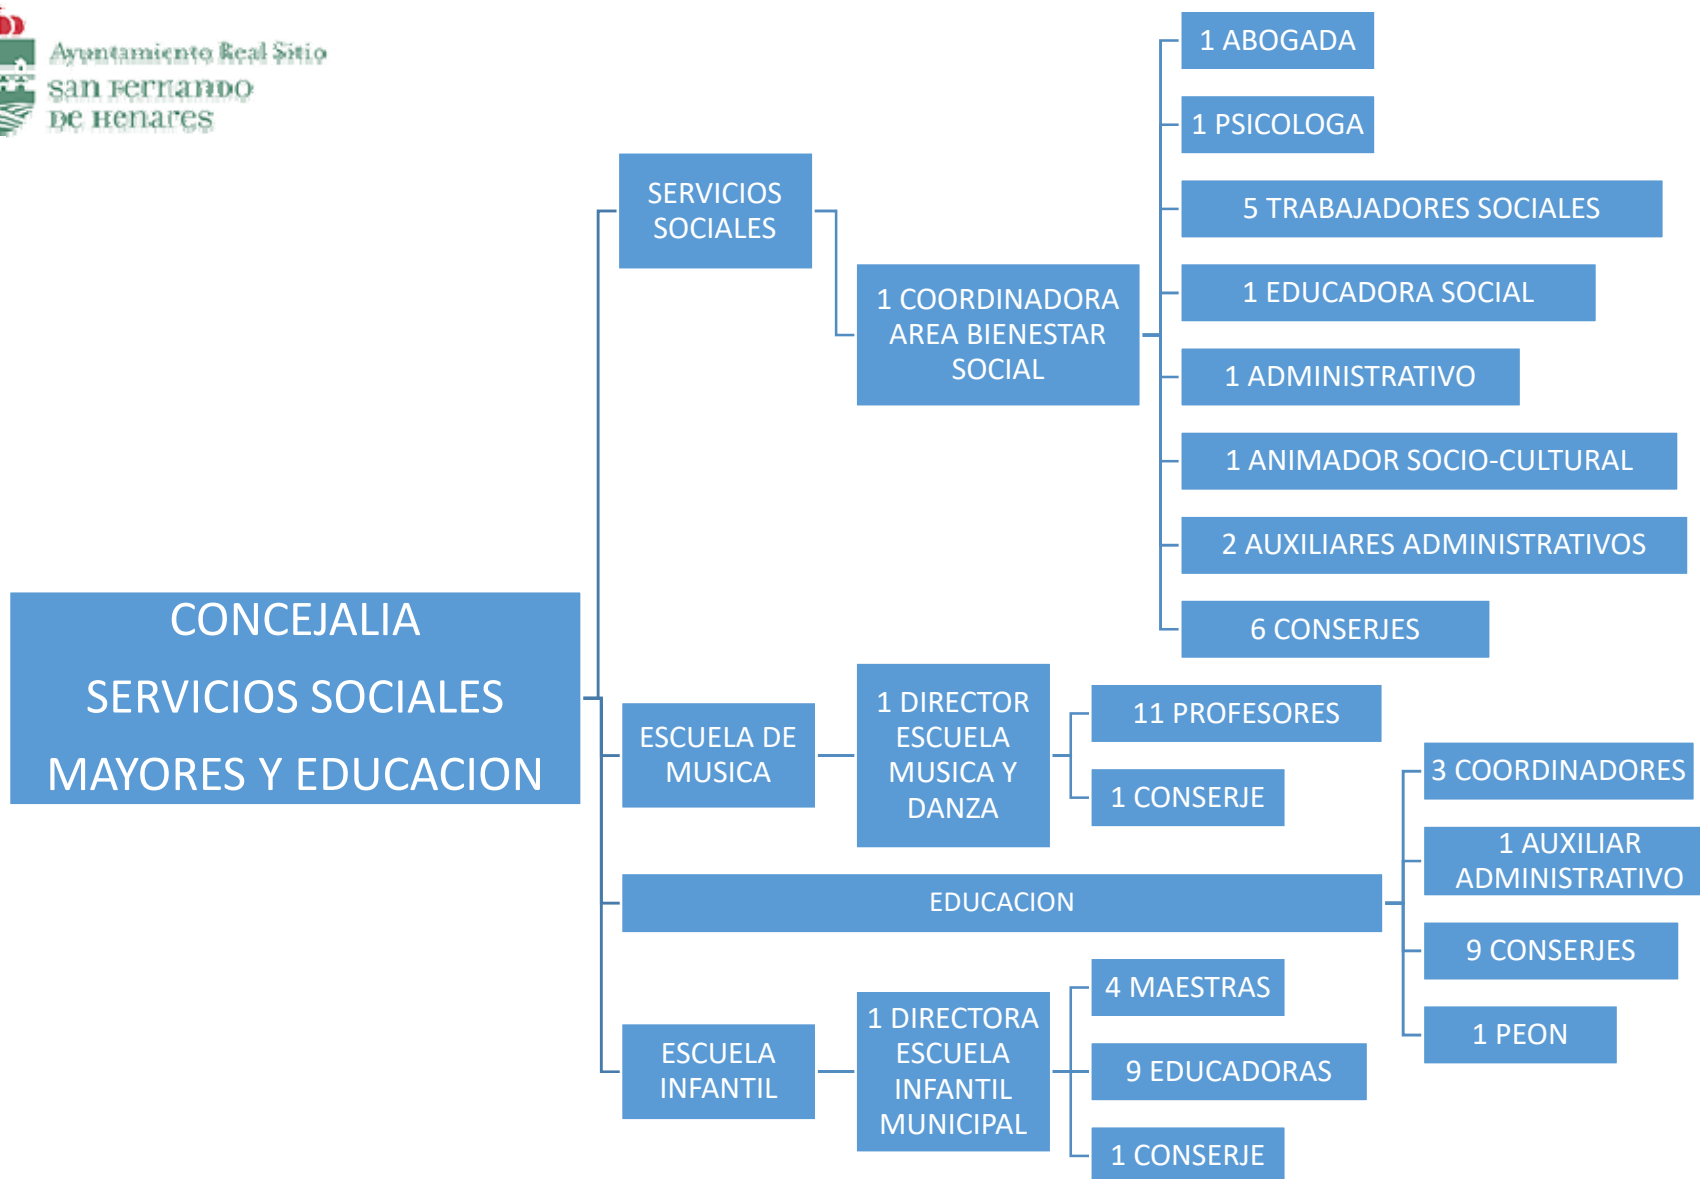 Ayuntamiento Real Sitio
san Fernando
de Henares
1 ABOGADA
1 PSICOLOGA
SERVICIOS
SOCIALES
5 TRABAJADORES SOCIALES
1 COORDINADORA
AREA BIENESTAR
SOCIAL
1 EDUCADORA SOCIAL
1 ADMINISTRATIVO
1 ANIMADOR SOCIO-CULTURAL
2 AUXILIARES ADMINISTRATIVOS
6 CONSERJES
CONCEJALIA
SERVICIOS SOCIALES
MAYORES Y EDUCACION
ESCUELA DE
MUSICA
1 DIRECTOR
ESCUELA
MUSICA Y
DANZA
11 PROFESORES
1 CONSERJE
EDUCACION
3 COORDINADORES
1 AUXILIAR
ADMINISTRATIVO
9 CONSERJES
1 PEON
ESCUELA
INFANTIL
1 DIRECTORA
ESCUELA
INFANTIL
MUNICIPAL
4 MAESTRAS
9 EDUCADORAS
1 CONSERJE